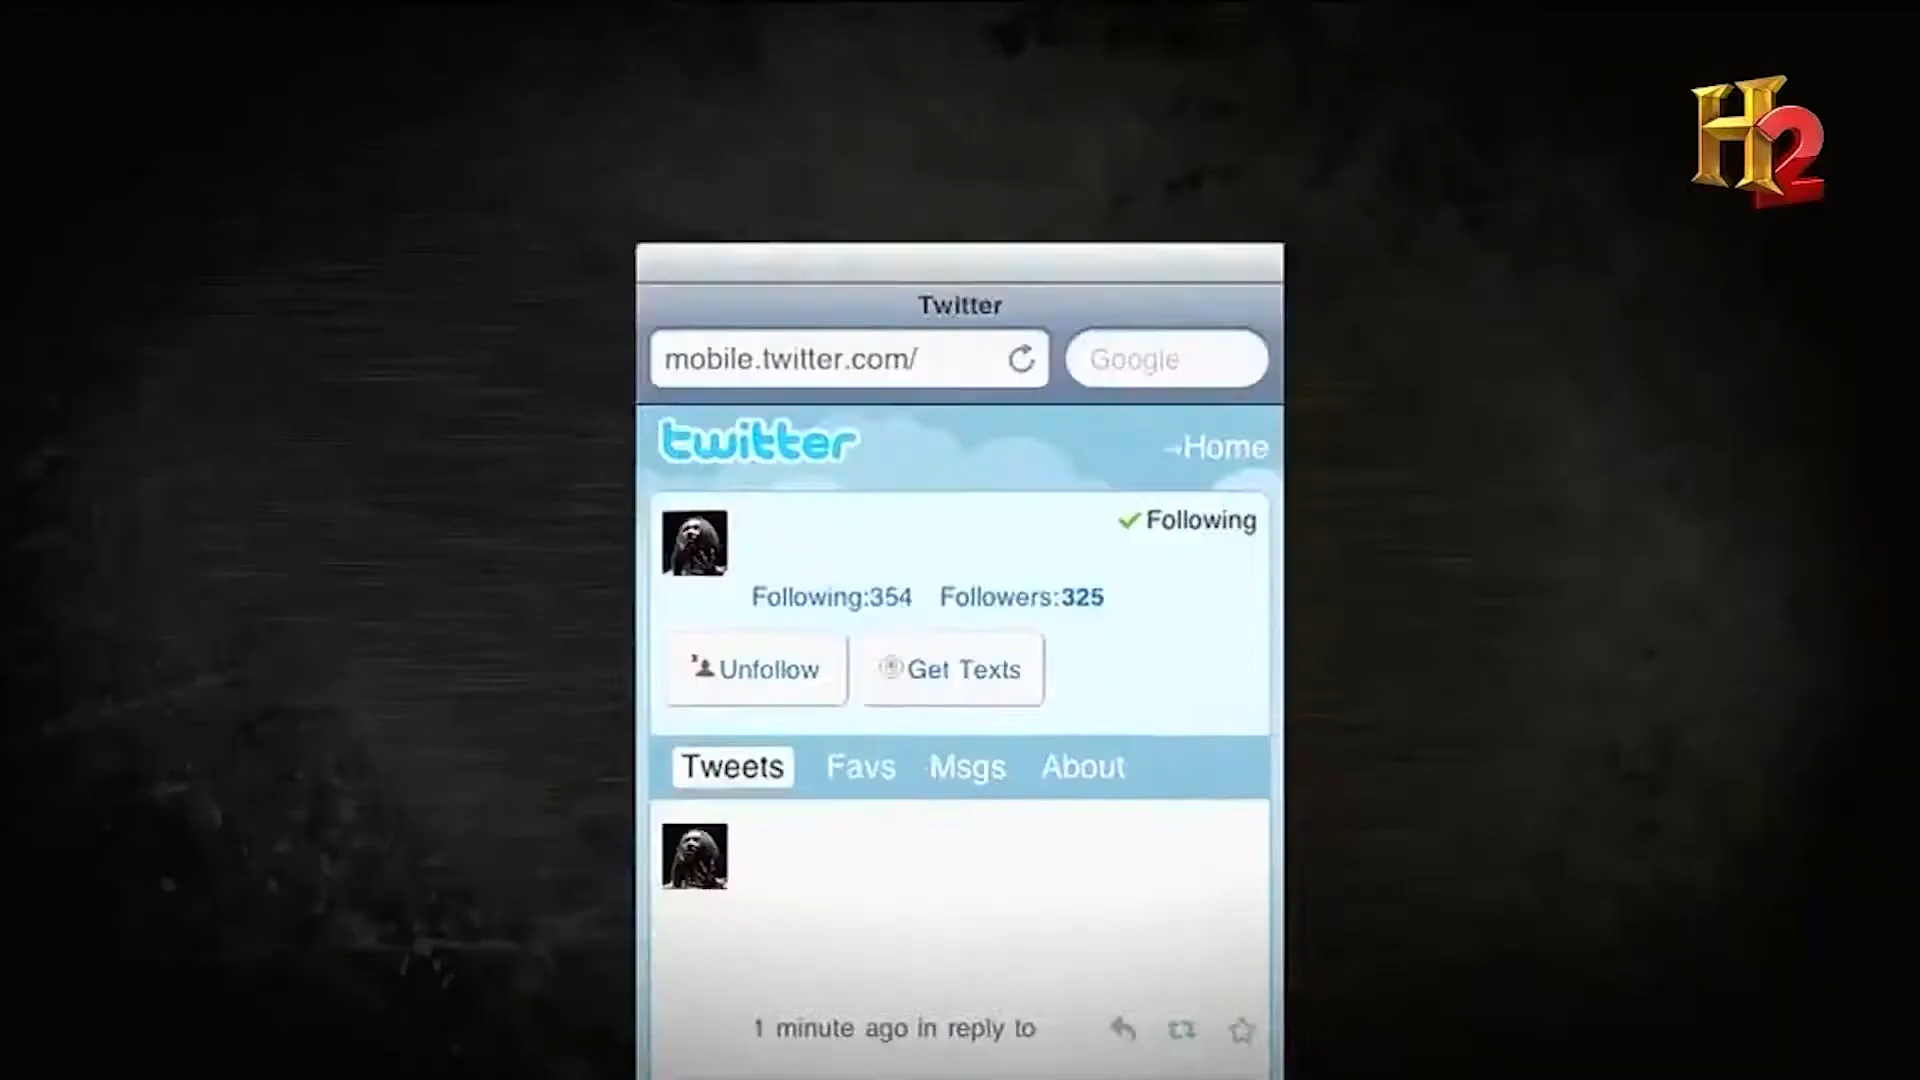 H2
Twitter
mobile.twitter.com/
Google
twitter
Home
Following
Following:354 Followers:325
Unfollow
Get Texts
Tweets Favs Msgs About
1 minute ago in reply to